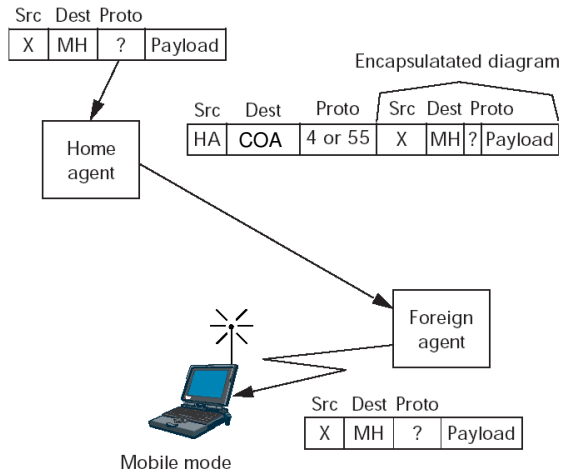 Src Dest Proto
X MH ? Payload
Encapsulatated diagram
Src Dest Proto Src Dest Proto
HA COA 4 or 55 X MH ? Payload
Home
agent
Foreign
agent
Src Dest Proto
X MH ? Payload
Mobile mode